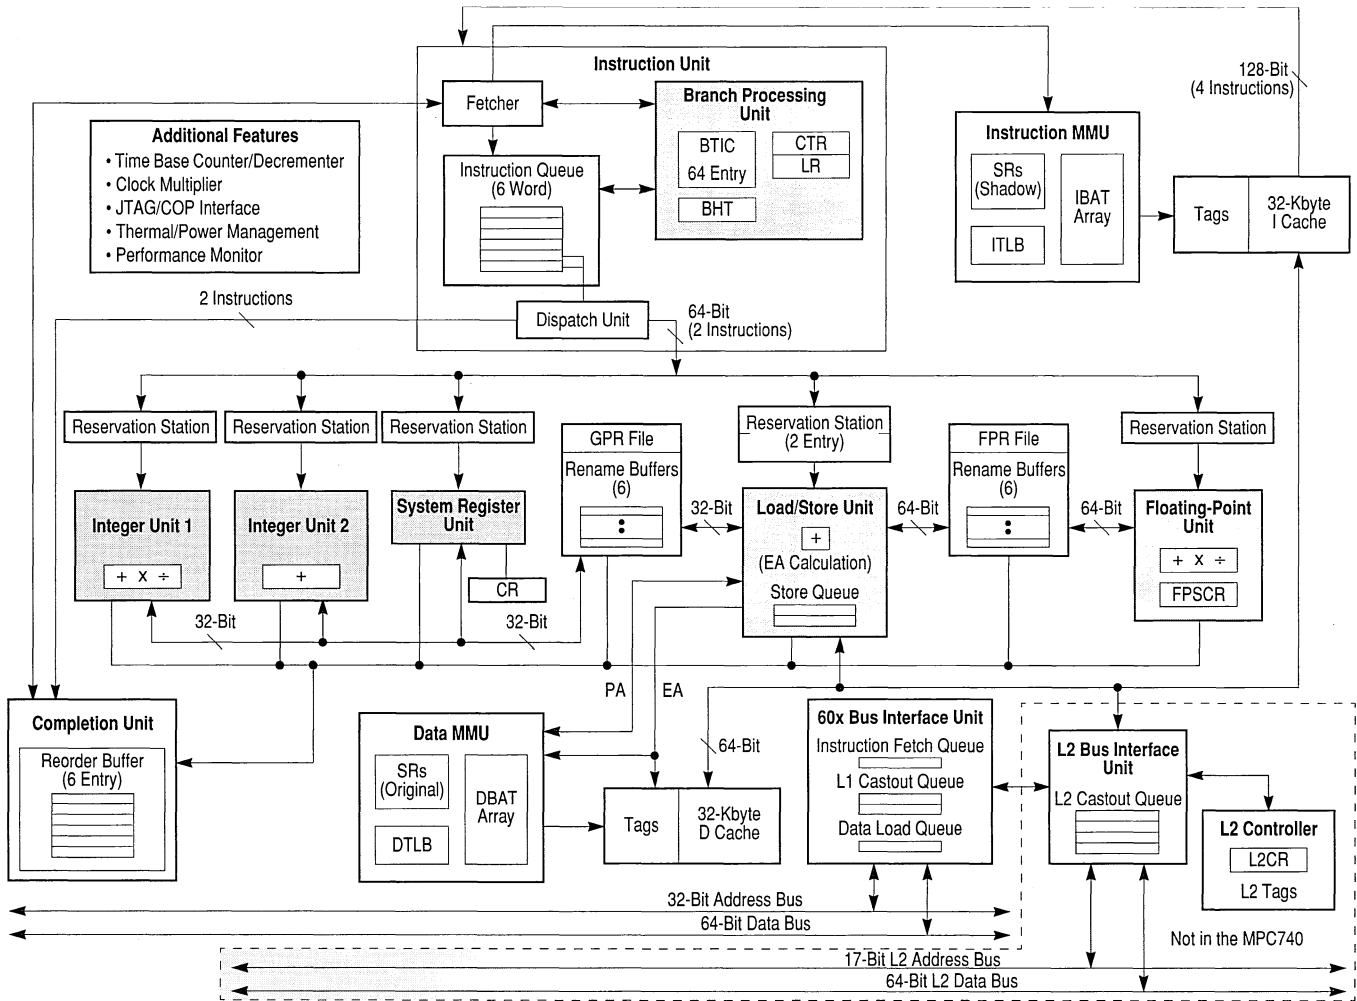 Instruction Unit
Fetcher
Branch Processing
Unit
BTIC
64 Entry
CTR
LR
BHT
Instruction Queue
(6 Word)
Dispatch Unit
64-Bit
(2 Instructions)
2 Instructions
Additional Features
• Time Base Counter/Decrementer
• Clock Multiplier
• JTAG/COP Interface
• Thermal/Power Management
• Performance Monitor
128-Bit
(4 Instructions)
Instruction MMU
SRs
(Shadow)
ITLB
IBAT
Array
Tags
32-Kbyte
I Cache
Reservation Station
Reservation Station
Reservation Station
Reservation Station
(2 Entry)
Reservation Station
Integer Unit 1
+ x ÷
Integer Unit 2
+
System Register
Unit
CR
GPR File
Rename Buffers
(6)
32-Bit
Load/Store Unit
+
(EA Calculation)
Store Queue
64-Bit
FPR File
Rename Buffers
(6)
64-Bit
Floating-Point
Unit
+ x ÷
FPSCR
32-Bit
32-Bit
PA
EA
Completion Unit
Reorder Buffer
(6 Entry)
Data MMU
SRs
(Original)
DTLB
DBAT
Array
64-Bit
Tags
32-Kbyte
D Cache
60x Bus Interface Unit
Instruction Fetch Queue
L1 Castout Queue
Data Load Queue
L2 Bus Interface
Unit
L2 Castout Queue
L2 Controller
L2CR
L2 Tags
32-Bit Address Bus
64-Bit Data Bus
Not in the MPC740
17-Bit L2 Address Bus
64-Bit L2 Data Bus